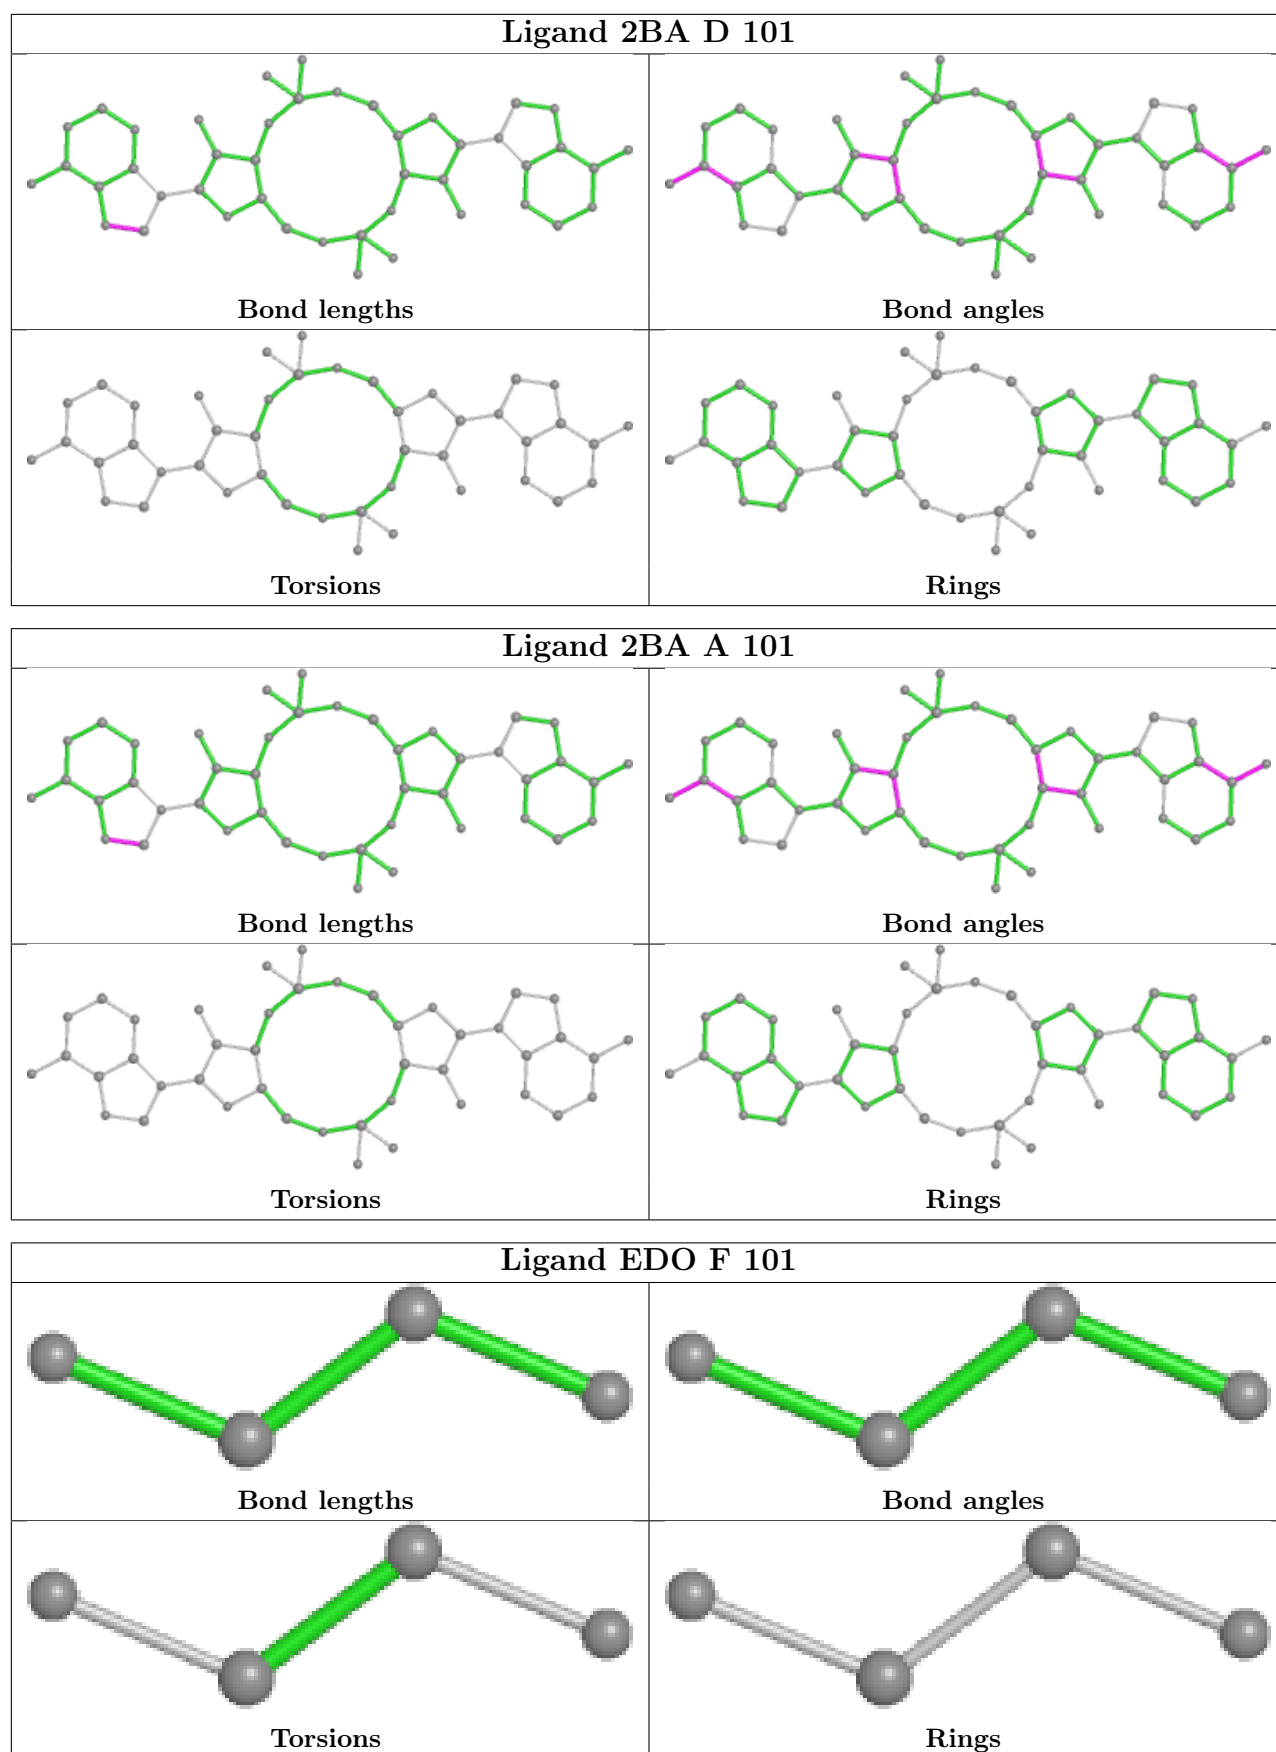 Ligand 2BA D 101
Bond lengths
Bond angles
Torsions
Rings
Ligand 2BA A 101
Bond lengths
Bond angles
Torsions
Rings
Ligand EDO F 101
Bond lengths
Bond angles
Torsions
Rings